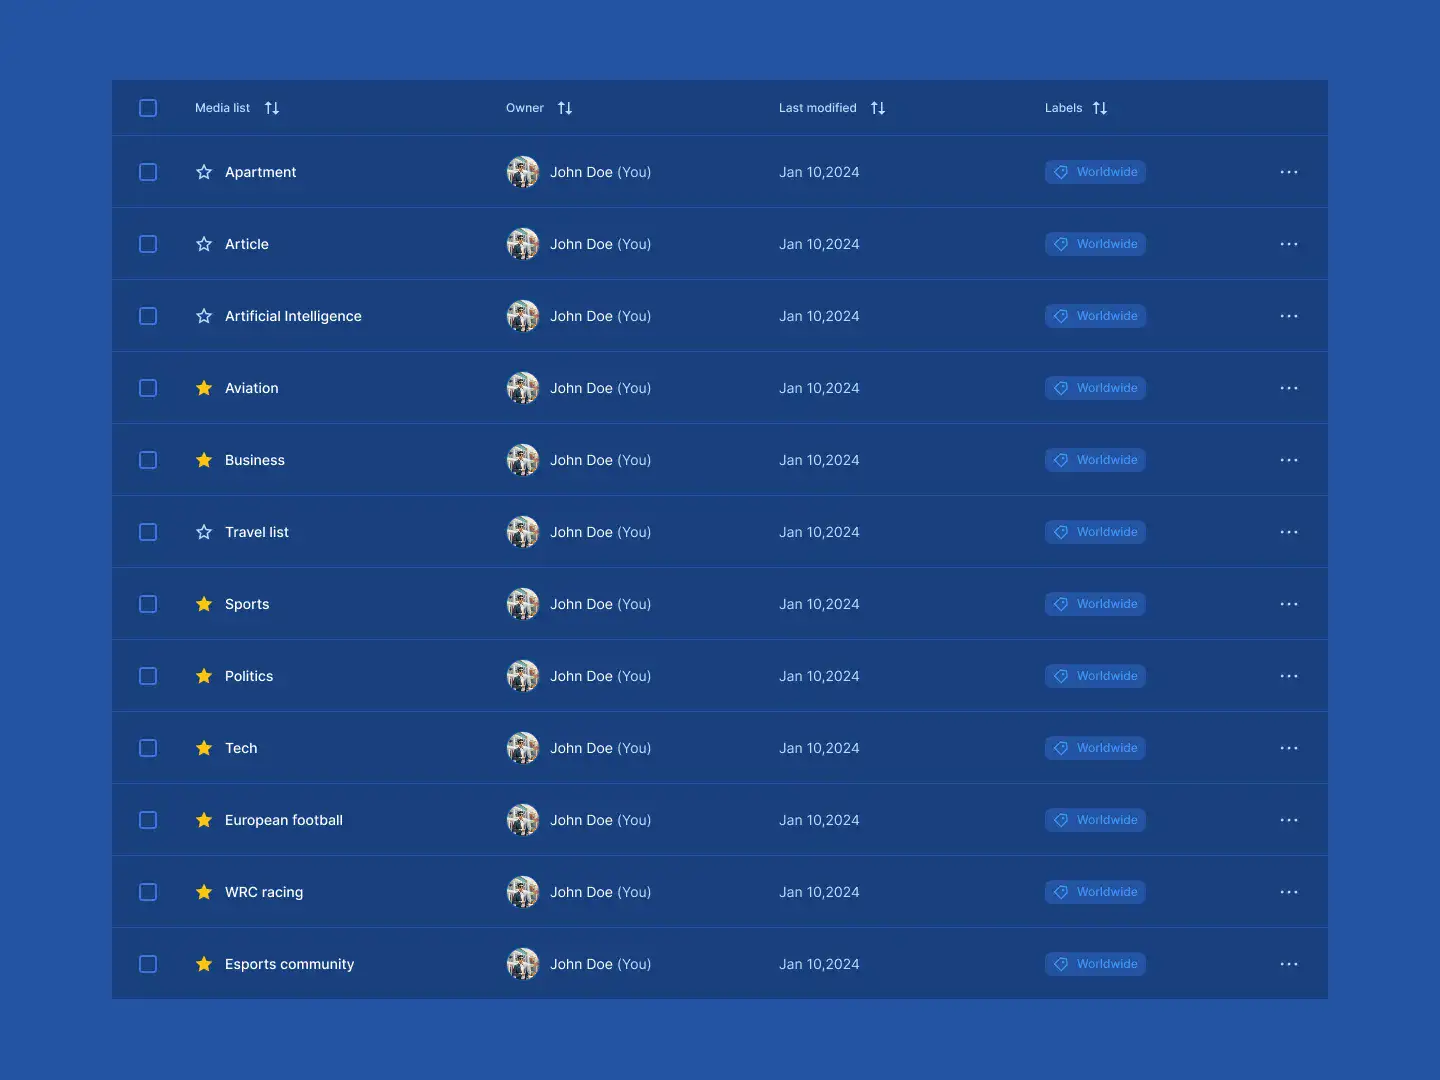 Media list Owner Last modified Labels
Apartment John Doe (You) Jan 10,2024 Worldwide
Article John Doe (You) Jan 10,2024 Worldwide
Artificial Intelligence John Doe (You) Jan 10,2024 Worldwide
Aviation John Doe (You) Jan 10,2024 Worldwide
Business John Doe (You) Jan 10,2024 Worldwide
Travel list John Doe (You) Jan 10,2024 Worldwide
Sports John Doe (You) Jan 10,2024 Worldwide
Politics John Doe (You) Jan 10,2024 Worldwide
Tech John Doe (You) Jan 10,2024 Worldwide
European football John Doe (You) Jan 10,2024 Worldwide
WRC racing John Doe (You) Jan 10,2024 Worldwide
Esports community John Doe (You) Jan 10,2024 Worldwide